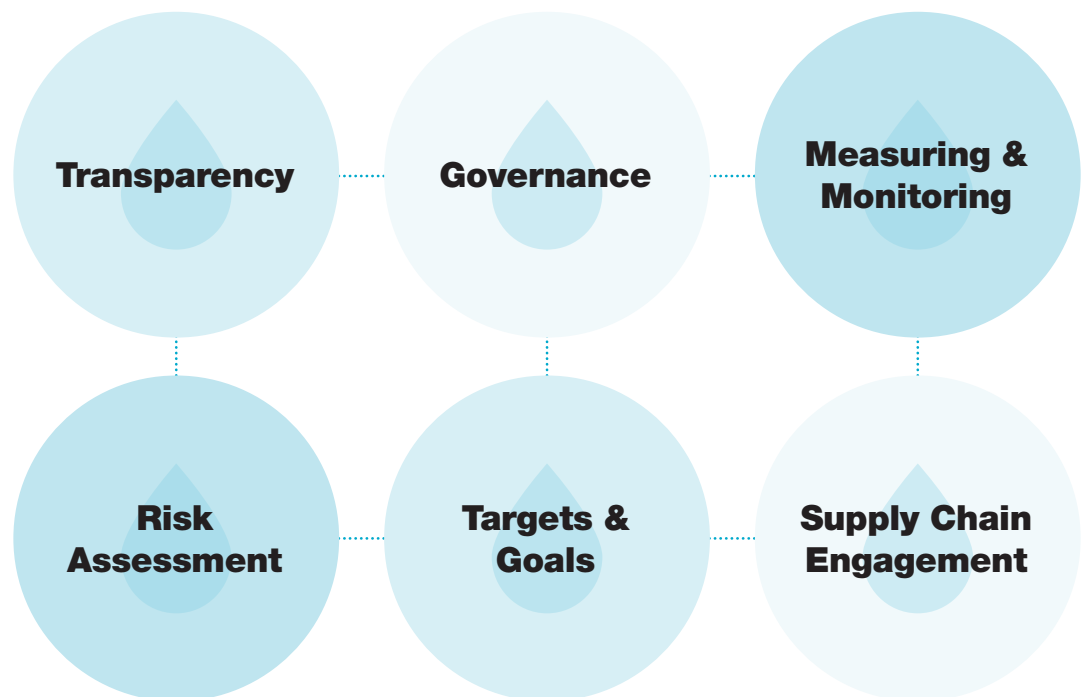 Transparency
Governance
Measuring &
Monitoring
Risk
Assessment
Targets &
Goals
Supply Chain
Engagement